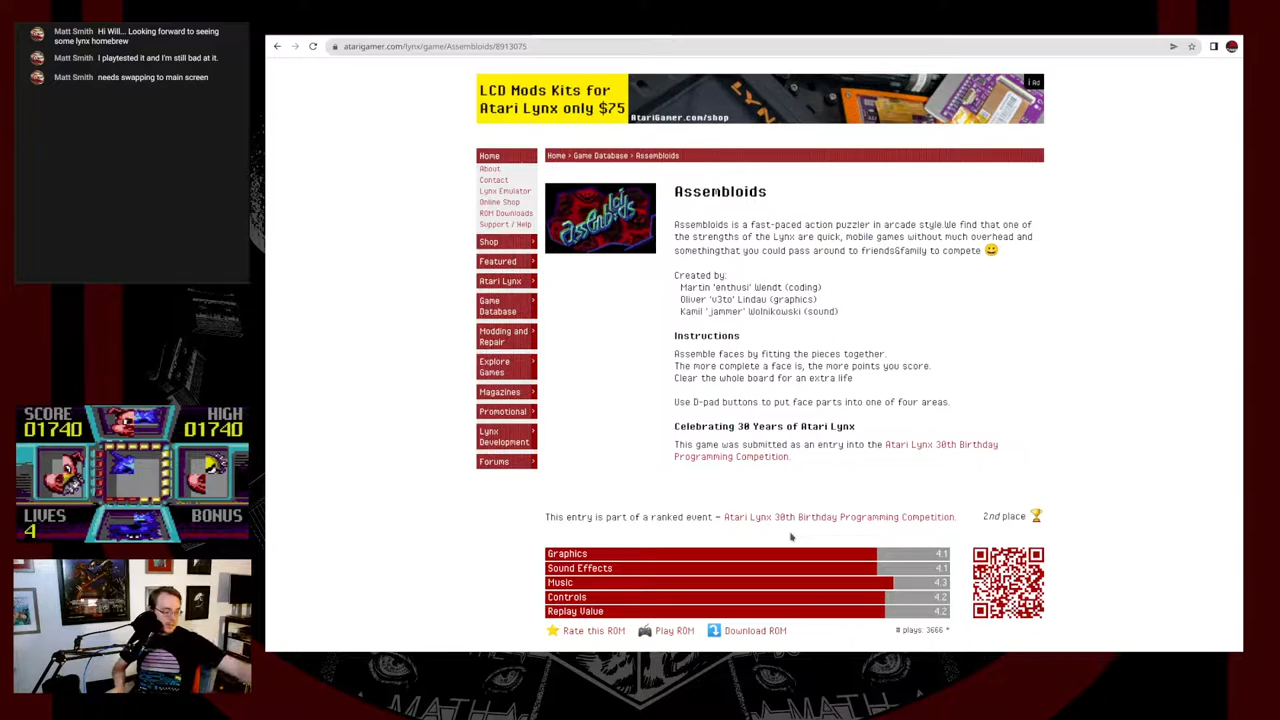 Matt Smith Hi Will... Looking forward to seeing
some lynx homebrew
Matt Smith I playtested it and I'm still bad at it.
Matt Smith needs swapping to main screen
SCORE
01740
HIGH
01740
LIVES
4
BONUS
atarigamer.com/lynx/game/Assembloids/8913075
LCD Mods Kits for
Atari Lynx only $75
AtariGamer.com/shop
i Ad
Home
About
Contact
Lynx Emulator
Online Shop
ROM Downloads
Support / Help
Shop
Featured
Atari Lynx
Game
Database
Modding and
Repair
Explore
Games
Magazines
Promotional
Lynx
Development
Forums
Home > Game Database > Assembloids
Assembloids
Assembloids
Assembloids is a fast-paced action puzzler in arcade style.We find that one of
the strengths of the Lynx are quick, mobile games without much overhead and
somethingthat you could pass around to friends&family to compete 😀
Created by:
Martin 'enthusi' Wendt (coding)
Oliver 'v3to' Lindau (graphics)
Kamil 'jammer' Wolnikowski (sound)
Instructions
Assemble faces by fitting the pieces together.
The more complete a face is, the more points you score.
Clear the whole board for an extra life
Use D-pad buttons to put face parts into one of four areas.
Celebrating 30 Years of Atari Lynx
This game was submitted as an entry into the Atari Lynx 30th Birthday
Programming Competition.
This entry is part of a ranked event - Atari Lynx 30th Birthday Programming Competition.
2nd place
Graphics 4.1
Sound Effects 4.1
Music 4.3
Controls 4.2
Replay Value 4.2
Rate this ROM Play ROM Download ROM
# plays: 3666 *